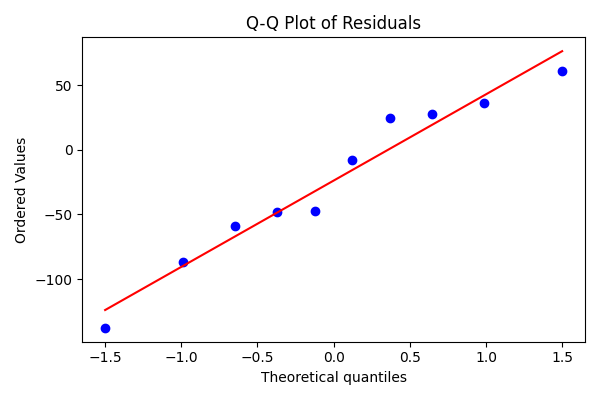 Q-Q Plot of Residuals
50
0
−50
−100
Ordered Values
−1.5 −1.0 −0.5 0.0 0.5 1.0 1.5
Theoretical quantiles